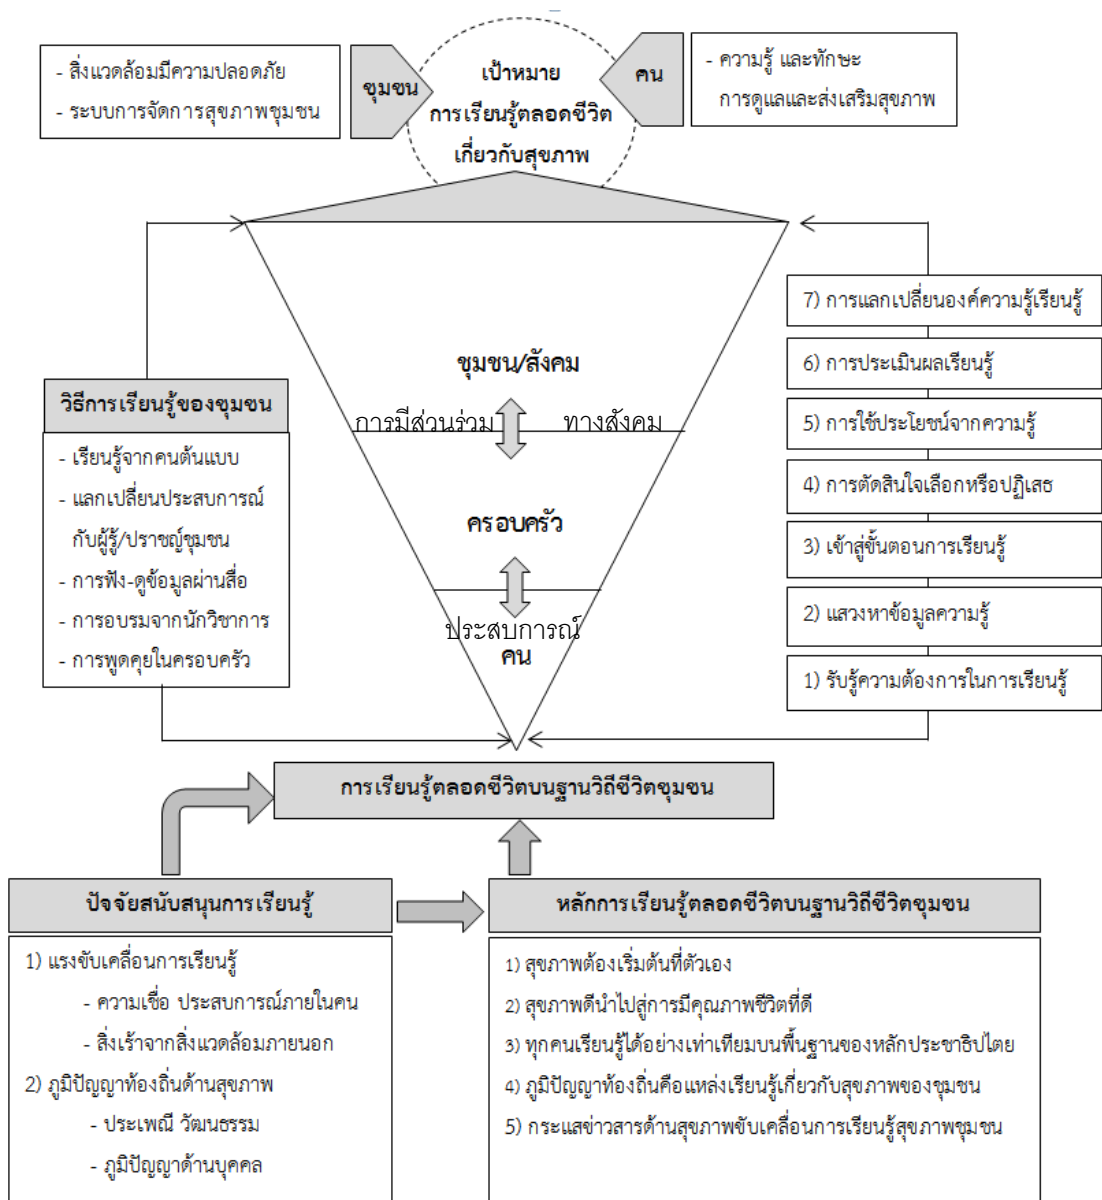 - สิ่งแวดล้อมมีความปลอดภัย
- ระบบการจัดการสุขภาพชุมชน
ชุมชน
เป้าหมาย
การเรียนรู้ตลอดชีวิต
เกี่ยวกับสุขภาพ
คน
- ความรู้ และทักษะ
การดูแลและส่งเสริมสุขภาพ
ชุมชน/สังคม
การมีส่วนร่วม ทางสังคม
ครอบครัว
ประสบการณ์
คน
วิธีการเรียนรู้ของชุมชน
- เรียนรู้จากคนต้นแบบ
- แลกเปลี่ยนประสบการณ์
กับผู้รู้/ปราชญ์ชุมชน
- การฟัง-ดูข้อมูลผ่านสื่อ
- การอบรมจากนักวิชาการ
- การพูดคุยในครอบครัว
7) การแลกเปลี่ยนองค์ความรู้เรียนรู้
6) การประเมินผลเรียนรู้
5) การใช้ประโยชน์จากความรู้
4) การตัดสินใจเลือกหรือปฏิเสธ
3) เข้าสู่ขั้นตอนการเรียนรู้
2) แสวงหาข้อมูลความรู้
1) รับรู้ความต้องการในการเรียนรู้
การเรียนรู้ตลอดชีวิตบนฐานวิถีชีวิตชุมชน
ปัจจัยสนับสนุนการเรียนรู้
1) แรงขับเคลื่อนการเรียนรู้
- ความเชื่อ ประสบการณ์ภายในคน
- สิ่งเร้าจากสิ่งแวดล้อมภายนอก
2) ภูมิปัญญาท้องถิ่นด้านสุขภาพ
- ประเพณี วัฒนธรรม
- ภูมิปัญญาด้านบุคคล
หลักการเรียนรู้ตลอดชีวิตบนฐานวิถีชีวิตชุมชน
1) สุขภาพต้องเริ่มต้นที่ตัวเอง
2) สุขภาพดีนำไปสู่การมีคุณภาพชีวิตที่ดี
3) ทุกคนเรียนรู้ได้อย่างเท่าเทียมบนพื้นฐานของหลักประชาธิปไตย
4) ภูมิปัญญาท้องถิ่นคือแหล่งเรียนรู้เกี่ยวกับสุขภาพของชุมชน
5) กระแสข่าวสารด้านสุขภาพขับเคลื่อนการเรียนรู้สุขภาพชุมชน